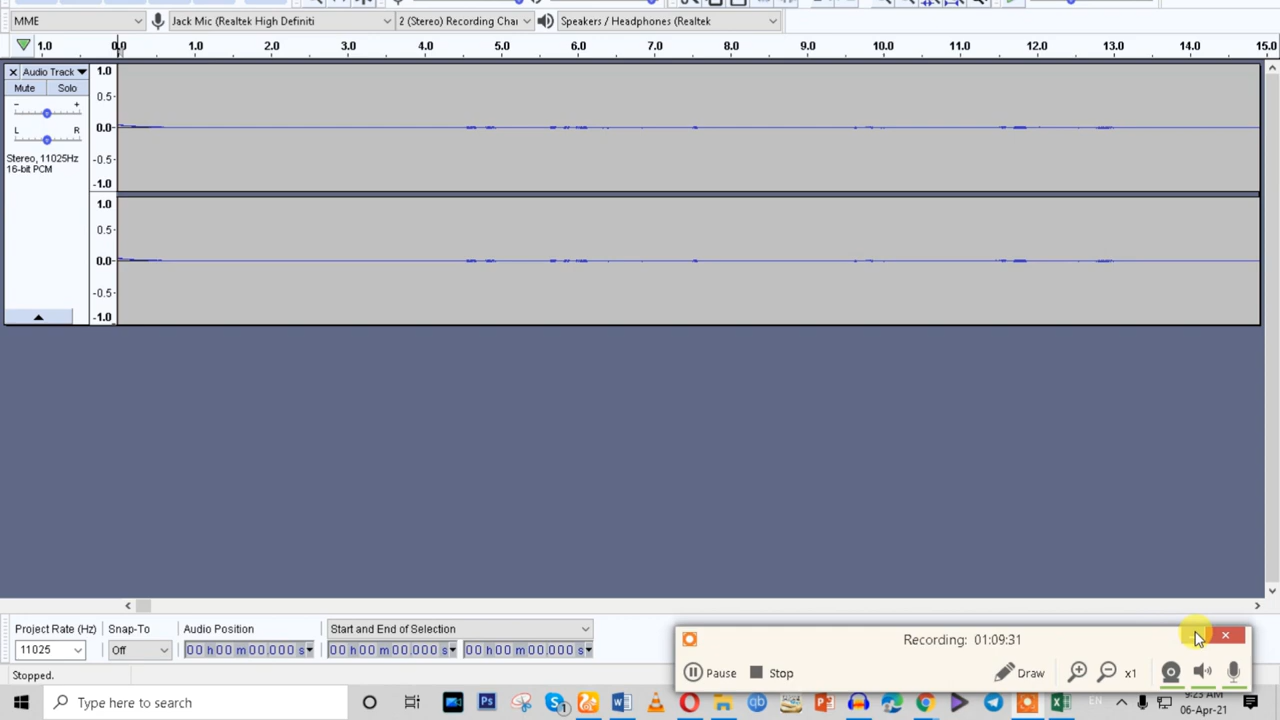 MME Jack Mic (Realtek High Definiti 2 (Stereo) Recording Chai Speakers / Headphones (Realtek
1.0 0.0 1.0 2.0 3.0 4.0 5.0 6.0 7.0 8.0 9.0 10.0 11.0 12.0 13.0 14.0 15.0
Audio Track 1.0
Mute Solo 0.5
- +
0.0
L R
Stereo, 11025Hz -0.5
16-bit PCM
-1.0
1.0
0.5
0.0
-0.5
-1.0
Project Rate (Hz) Snap-To Audio Position Start and End of Selection
11025 Off 00 h 00 m 00.000 s 00 h 00 m 00.000 s 00 h 00 m 00.000 s
Recording: 01:09:31
Stopped. Pause Stop Draw x1
Type here to search EN 9:23 AM
06-Apr-21